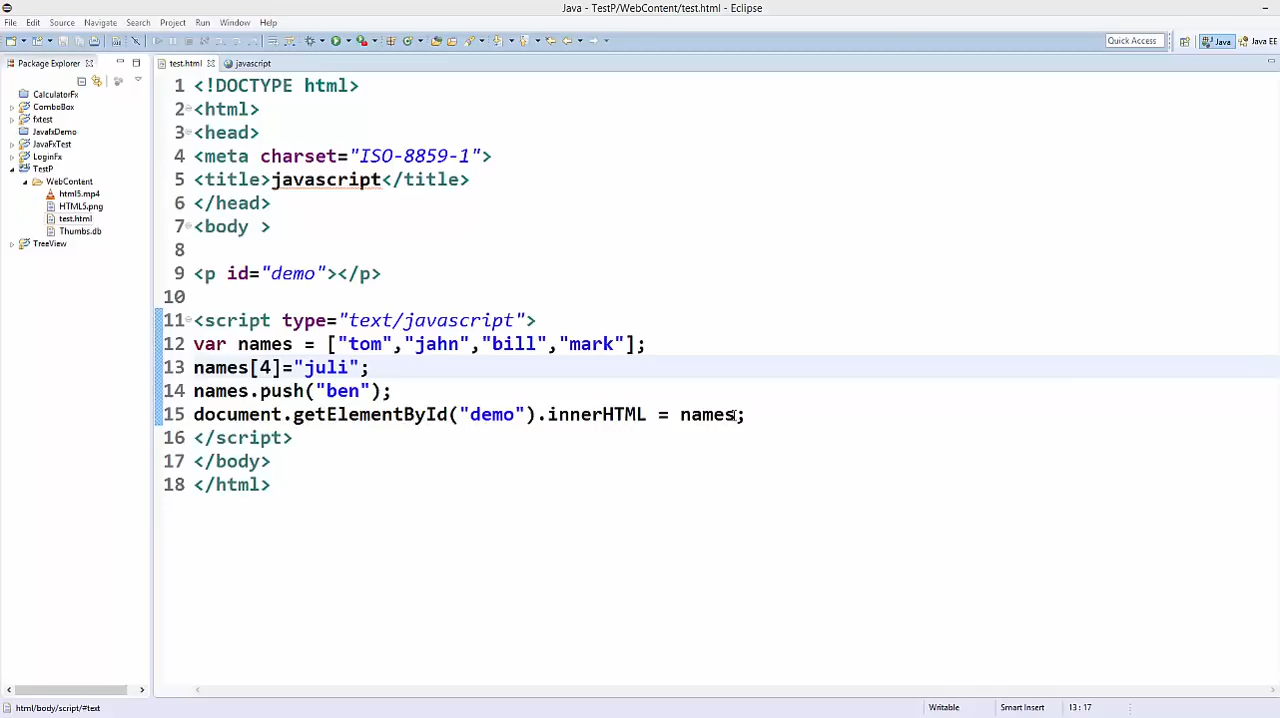 Java - TestP/WebContent/test.html - Eclipse
File Edit Source Navigate Search Project Run Window Help
Quick Access Java Java EE
Package Explorer test.html javascript
CalculatorFx
ComboBox
fxtest
JavafxDemo
JavaFxTest
LoginFx
TestP
WebContent
html5.mp4
HTML5.png
test.html
Thumbs.db
TreeView
1 <!DOCTYPE html>
2 <html>
3 <head>
4 <meta charset="ISO-8859-1">
5 <title>javascript</title>
6 </head>
7 <body >
8
9 <p id="demo"></p>
10
11 <script type="text/javascript">
12 var names = ["tom","jahn","bill","mark"];
13 names[4]="juli";
14 names.push("ben");
15 document.getElementById("demo").innerHTML = names;
16 </script>
17 </body>
18 </html>
html/body/script/#text Writable Smart Insert 13:17